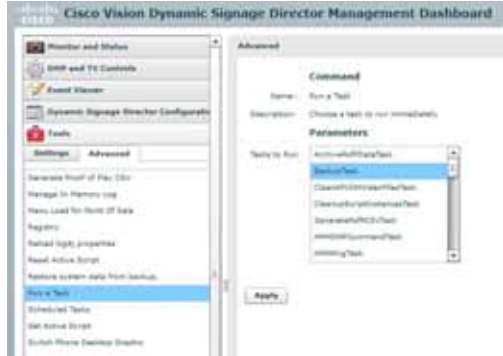 Cisco Vision Dynamic Signage Director Management Dashboard
Monitor and Status
DMP and TV Controls
Event Viewer
Dynamic Signage Director Configuratio
Tools
Settings
Advanced
Generate Proof of Play CSV
Manage In Memory Log
Menu Load for Point Of Sale
Registry
Reload log4j properties
Reset Active Script
Restore system data from backup.
Run a Task
Scheduled Tasks
Set Active Script
Switch Phone Desktop Graphic
Advanced
Command
Name: Run a Task
Description: Choose a task to run immediately.
Parameters
Tasks to Run:
BackupTask
CleanupScriptInstancesTask
Apply